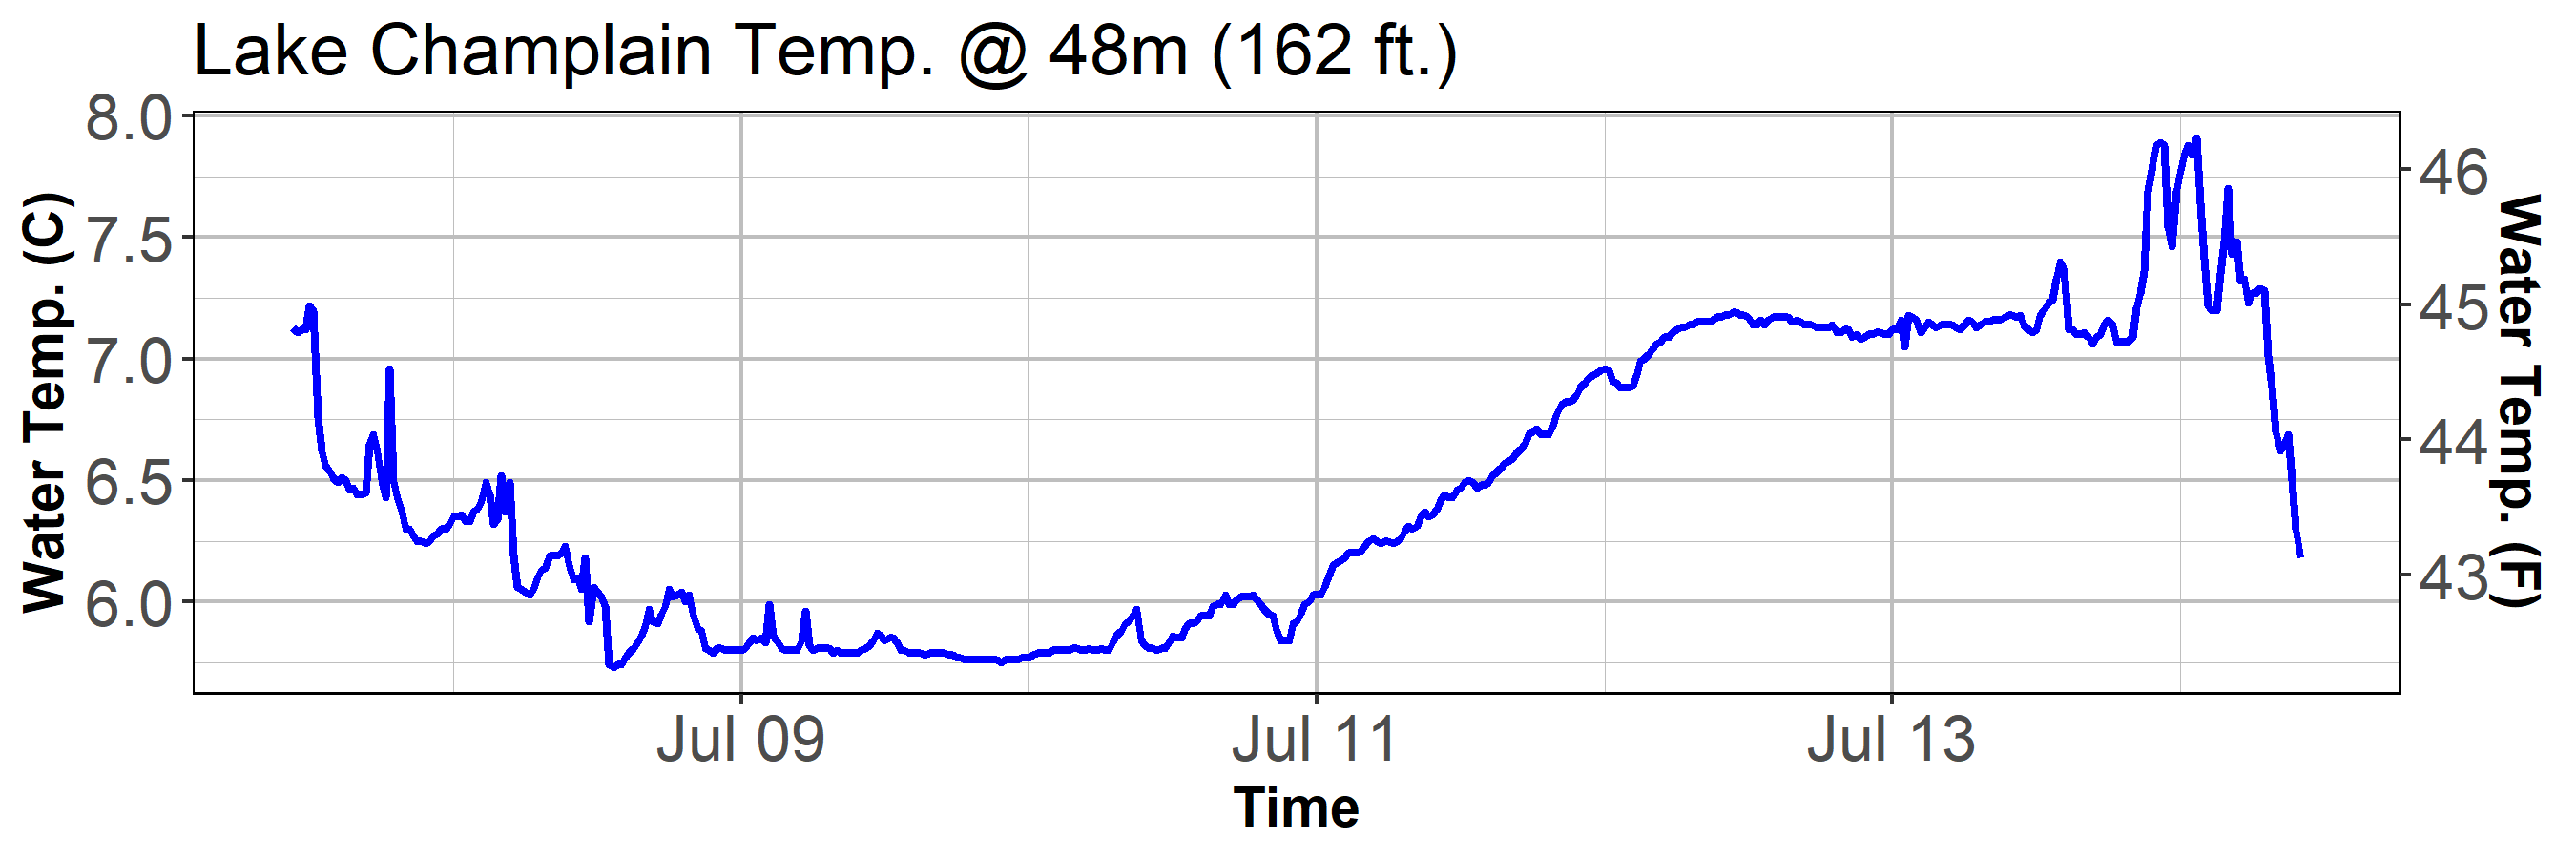 Lake Champlain Temp. @ 48m (162 ft.)
Water Temp. (C)
8.0
7.5
7.0
6.5
6.0
46
45
44
43
Water Temp. (F)
Jul 09
Jul 11
Jul 13
Time